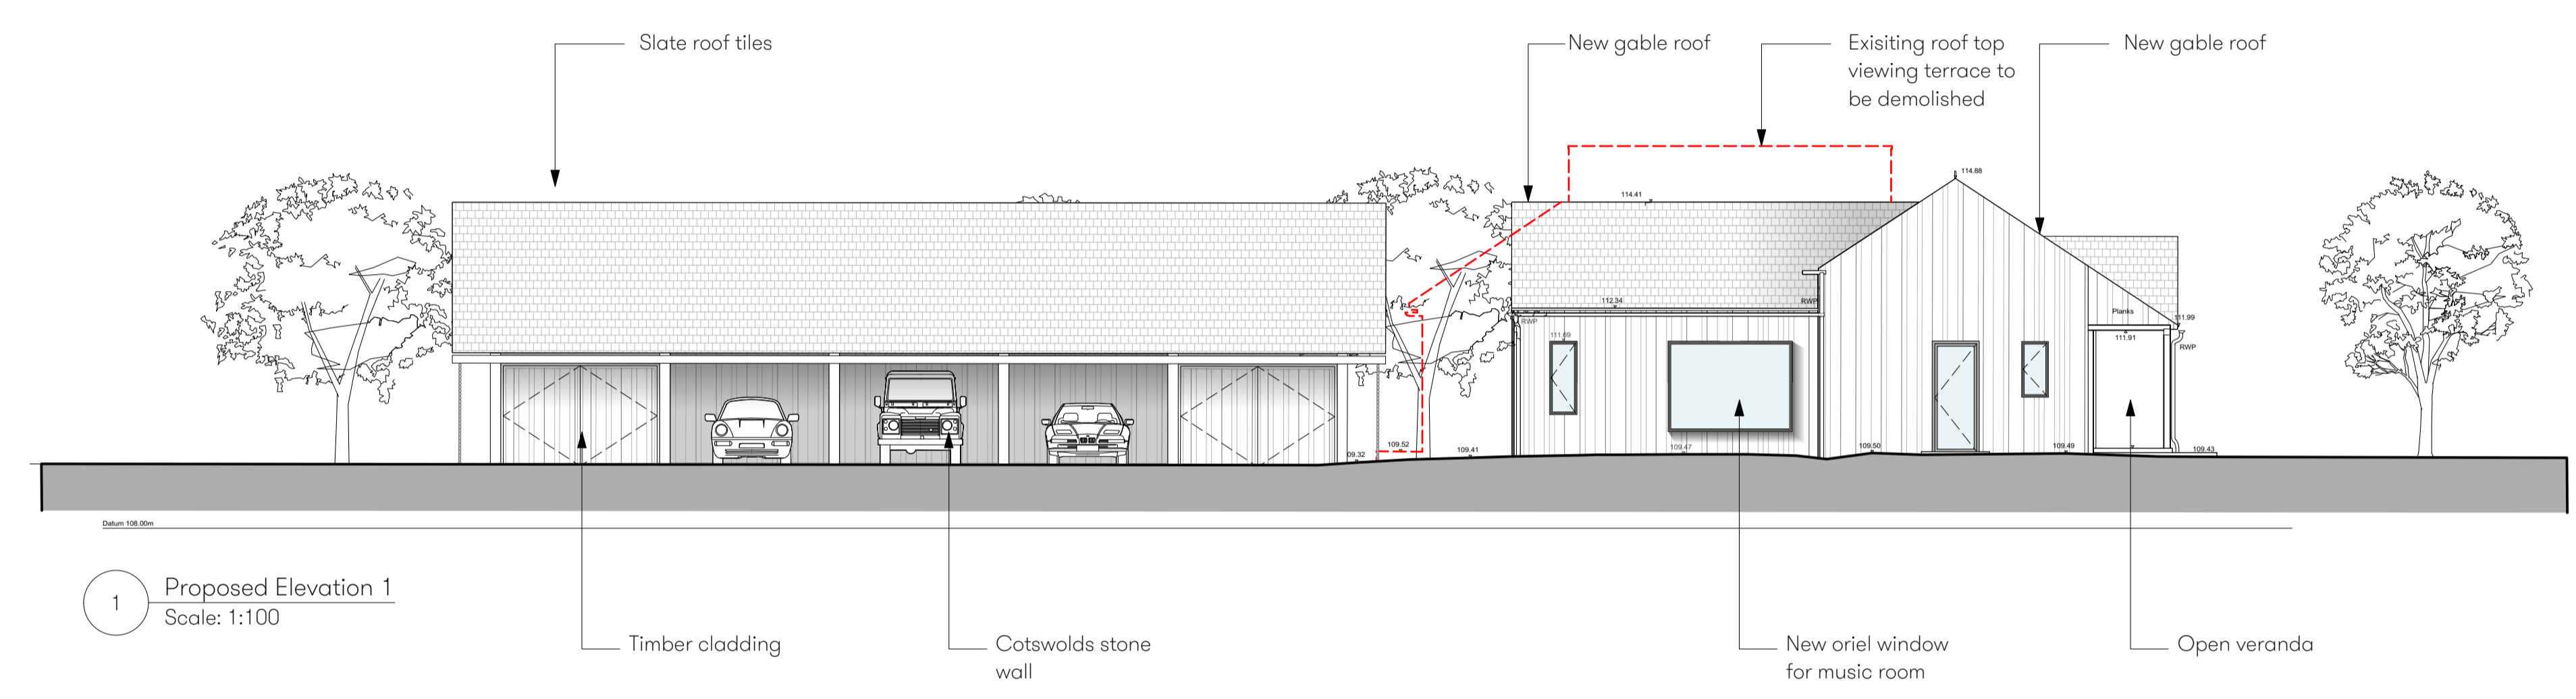 Slate roof tiles
New gable roof
Exisiting roof top
viewing terrace to
be demolished
New gable roof
114.88
114.41
112.34
RWP
RWP
111.69
Planks
111.99
111.91
RWP
109.52
109.41
09.32
109.47
109.50
109.49
109.43
Datum 108.00m
1
Proposed Elevation 1
Scale: 1:100
Timber cladding
Cotswolds stone
wall
New oriel window
for music room
Open veranda